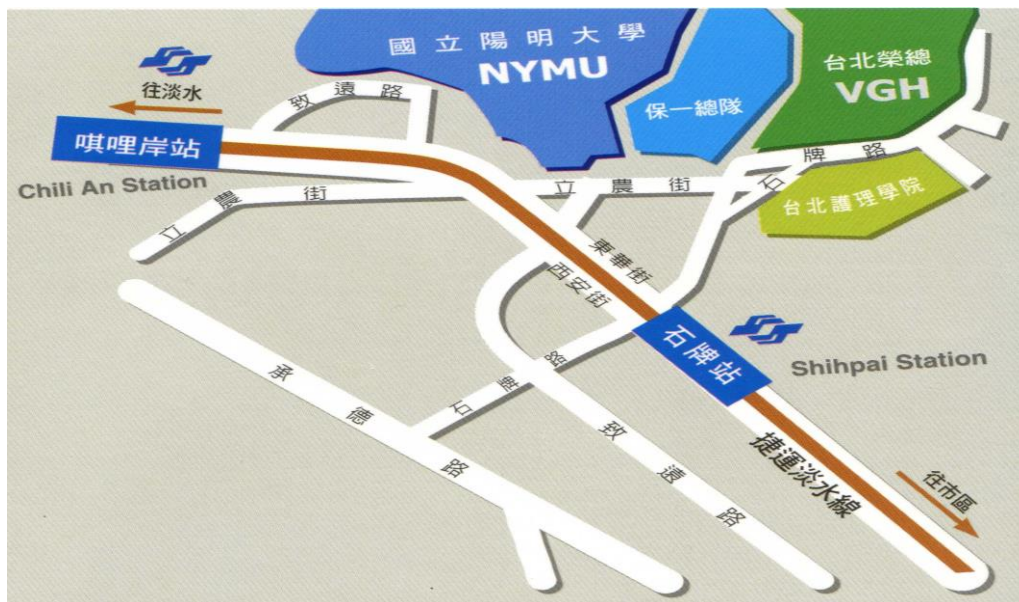 國立陽明大學
NYMU
台北榮總
VGH
保一總隊
往淡水
致遠路
唭哩岸站
Chili An Station
立農街
立農街
石牌路
台北護理學院
東華街
西安街
石牌站
Shihpai Station
石牌路
承德路
致遠路
捷運淡水線
往市區